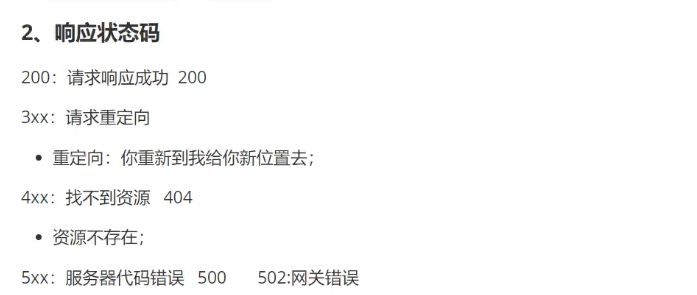 2、响应状态码
200：请求响应成功 200
3xx：请求重定向
• 重定向：你重新到我给你新位置去；
4xx：找不到资源 404
• 资源不存在；
5xx：服务器代码错误 500 502:网关错误